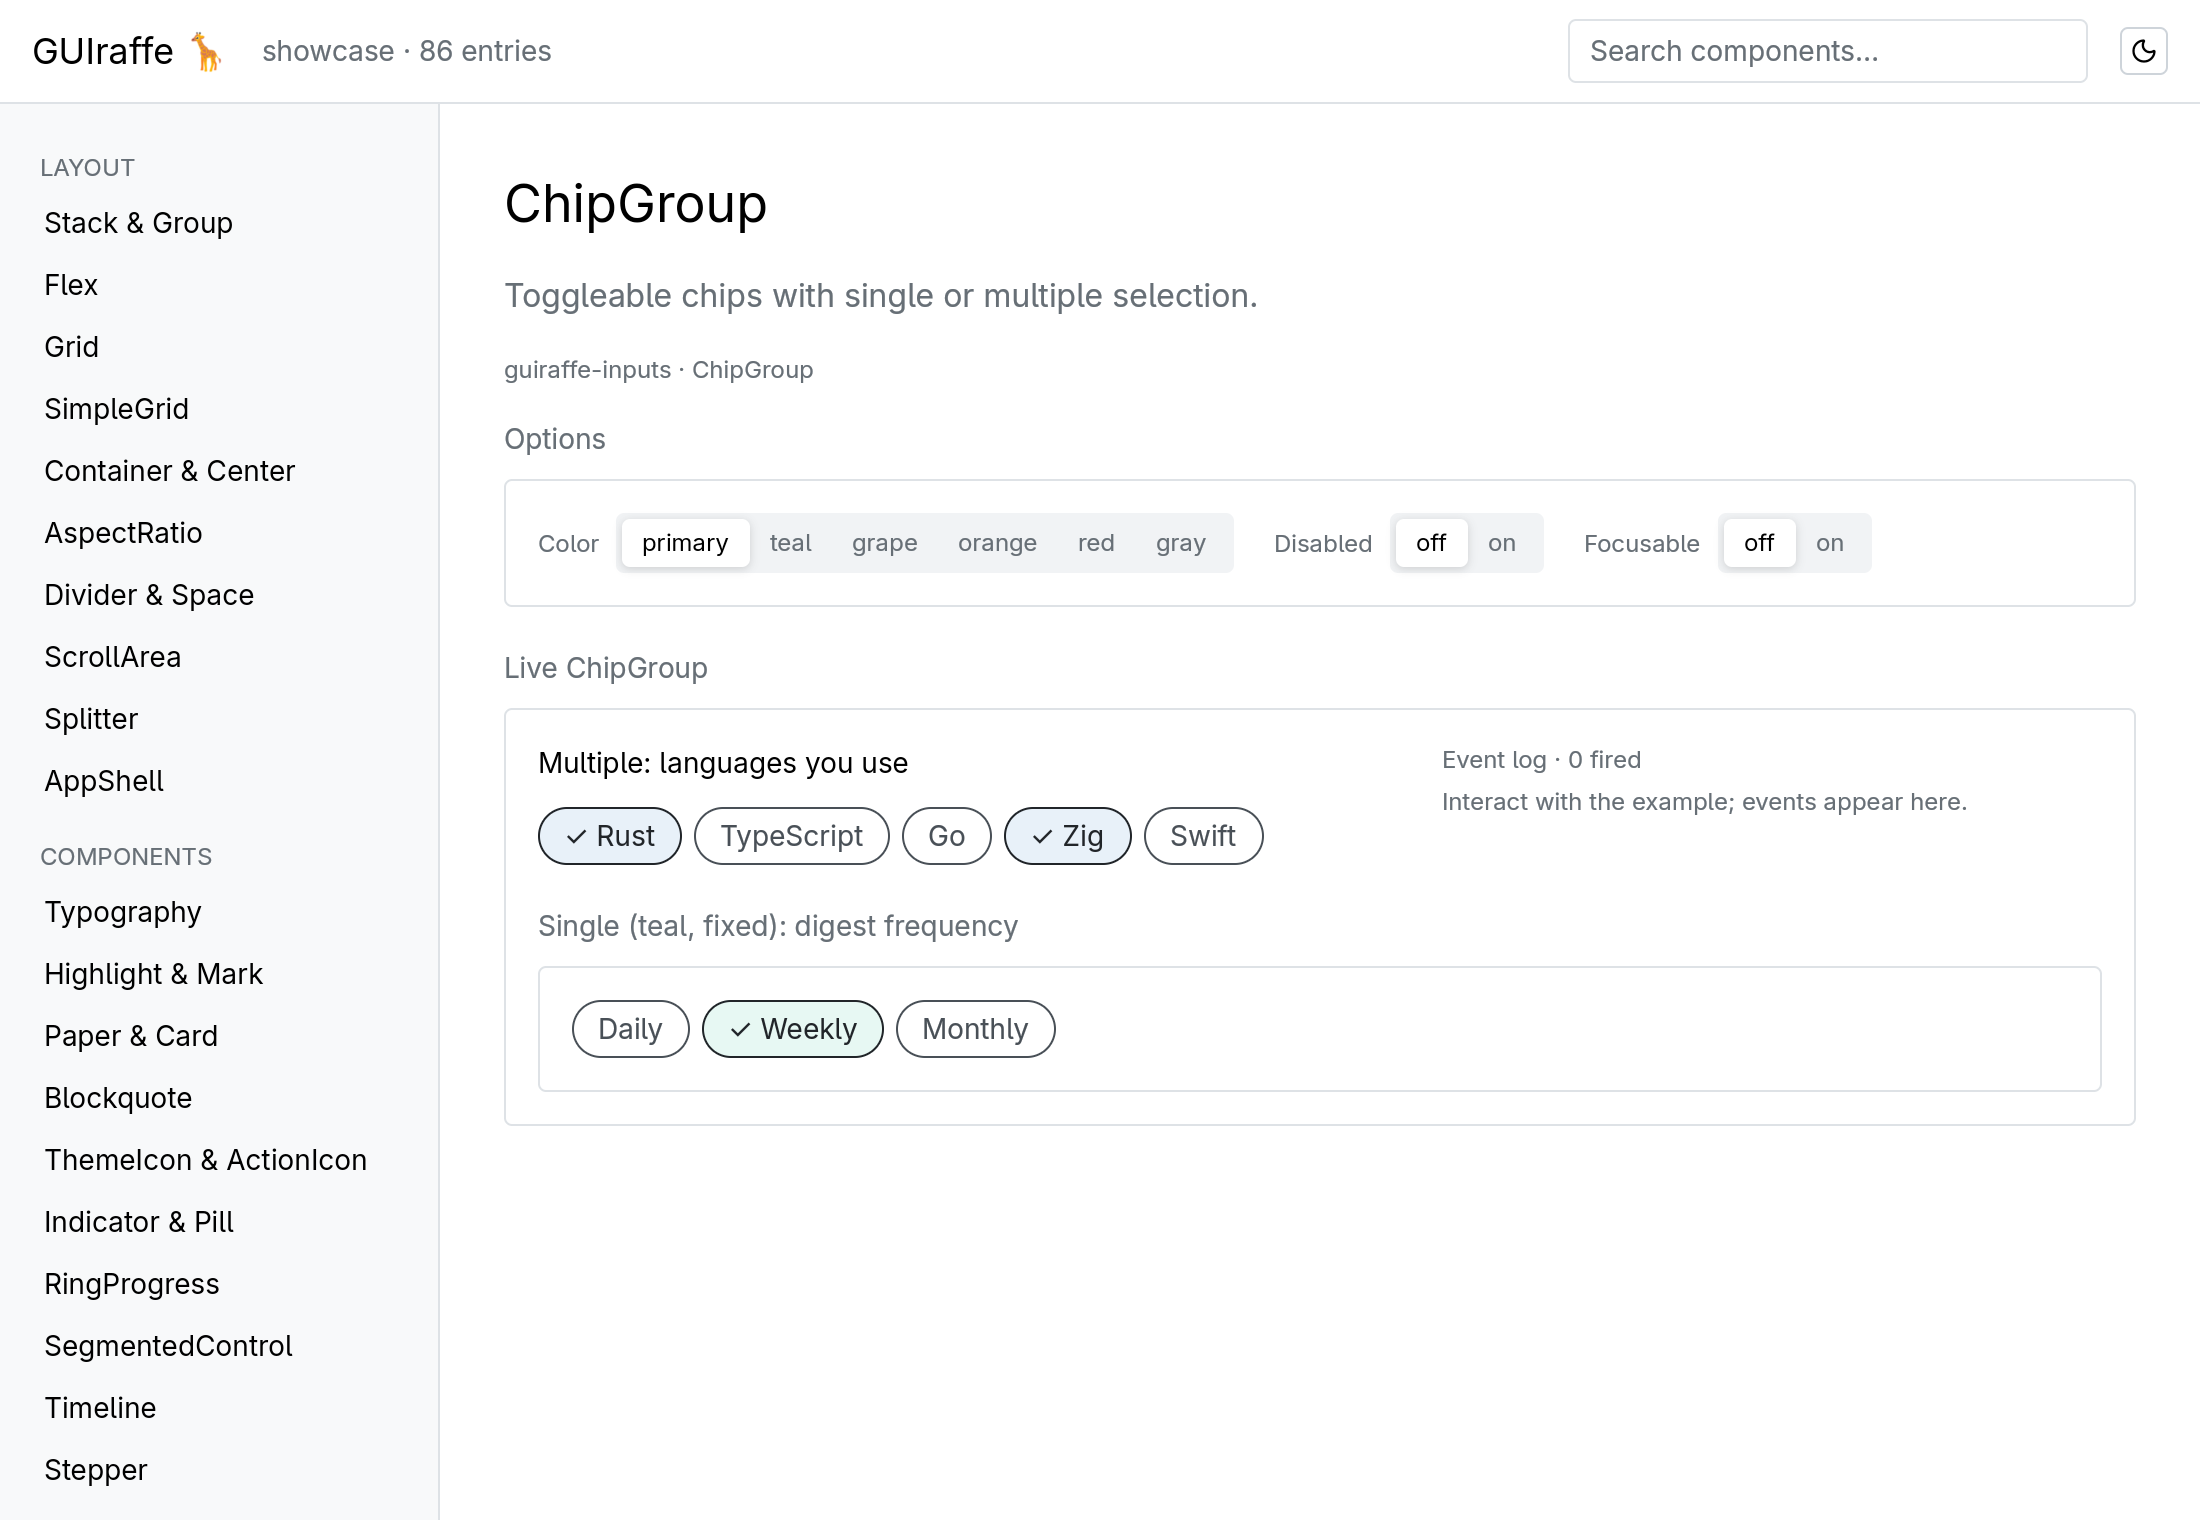 GUIraffe 🦒 showcase · 86 entries Search components...
LAYOUT
Stack & Group
Flex
Grid
SimpleGrid
Container & Center
AspectRatio
Divider & Space
ScrollArea
Splitter
AppShell
COMPONENTS
Typography
Highlight & Mark
Paper & Card
Blockquote
ThemeIcon & ActionIcon
Indicator & Pill
RingProgress
SegmentedControl
Timeline
Stepper
ChipGroup
Toggleable chips with single or multiple selection.
guiraffe-inputs · ChipGroup
Options
Color primary teal grape orange red gray Disabled off on Focusable off on
Live ChipGroup
Multiple: languages you use
✓ Rust TypeScript Go ✓ Zig Swift
Event log · 0 fired
Interact with the example; events appear here.
Single (teal, fixed): digest frequency
Daily ✓ Weekly Monthly